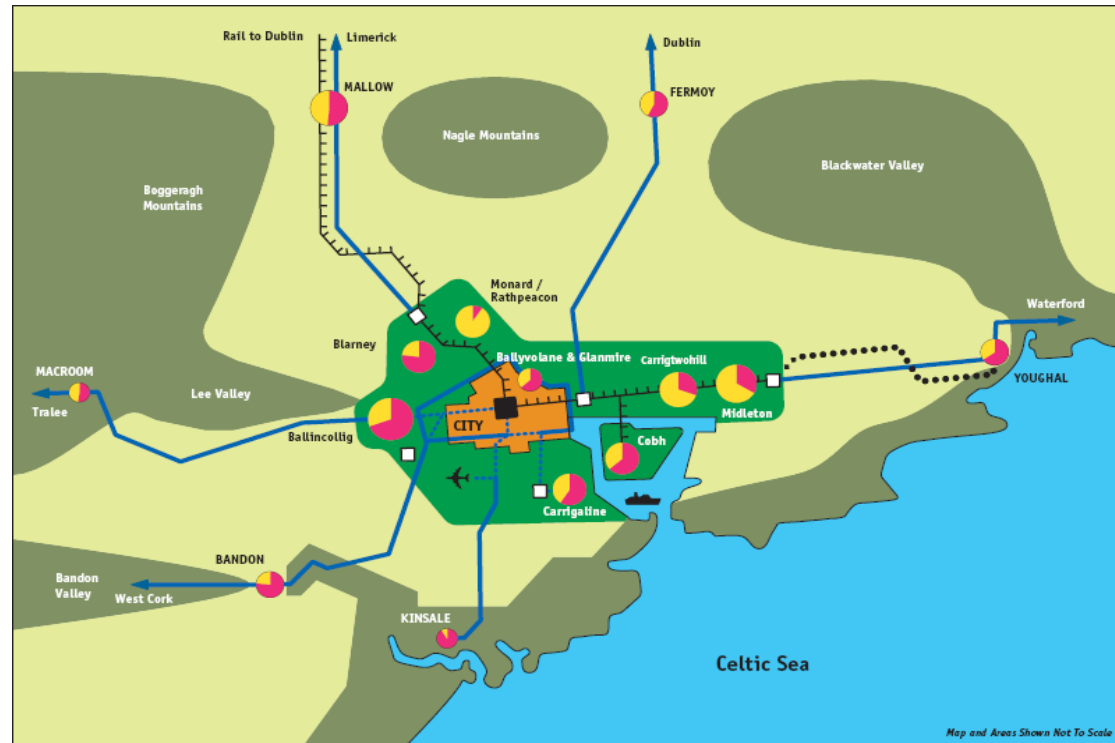 Rail to Dublin
Limerick
Dublin
MALLOW
FERMOY
Nagle Mountains
Blackwater Valley
Boggeragh
Mountains
Monard /
Rathpeacon
Waterford
Blarney
Ballyvolane & Glanmire
Carrigtwohill
MACROOM
Lee Valley
YOUGHAL
Tralee
Midleton
CITY
Ballincollig
Cobh
Carrigaline
BANDON
Bandon
Valley
West Cork
KINSALE
Celtic Sea
Map and Areas Shown Not To Scale